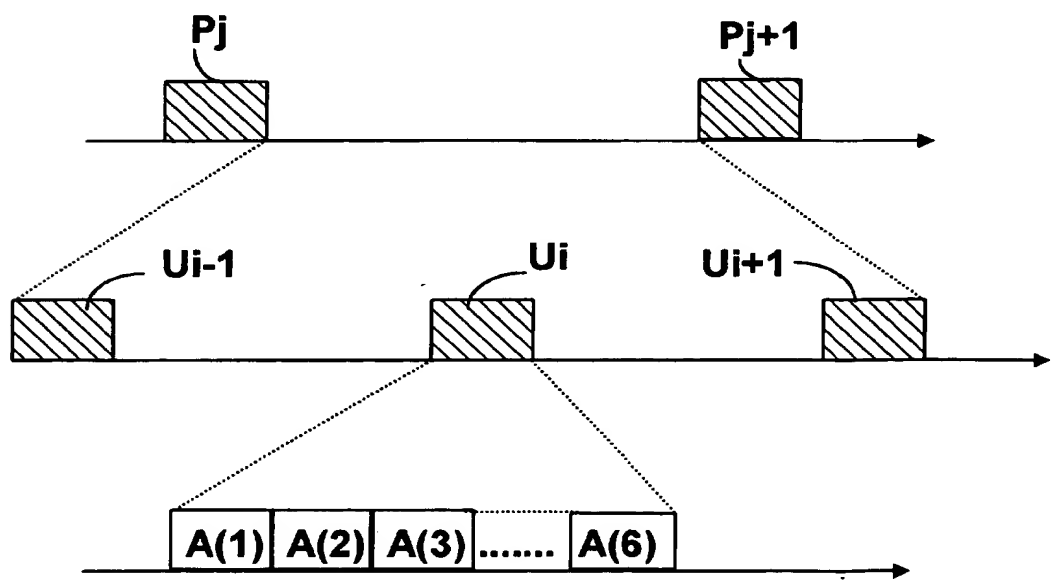 Pj Pj+1
Ui-1 Ui Ui+1
A(1) A(2) A(3) ....... A(6)